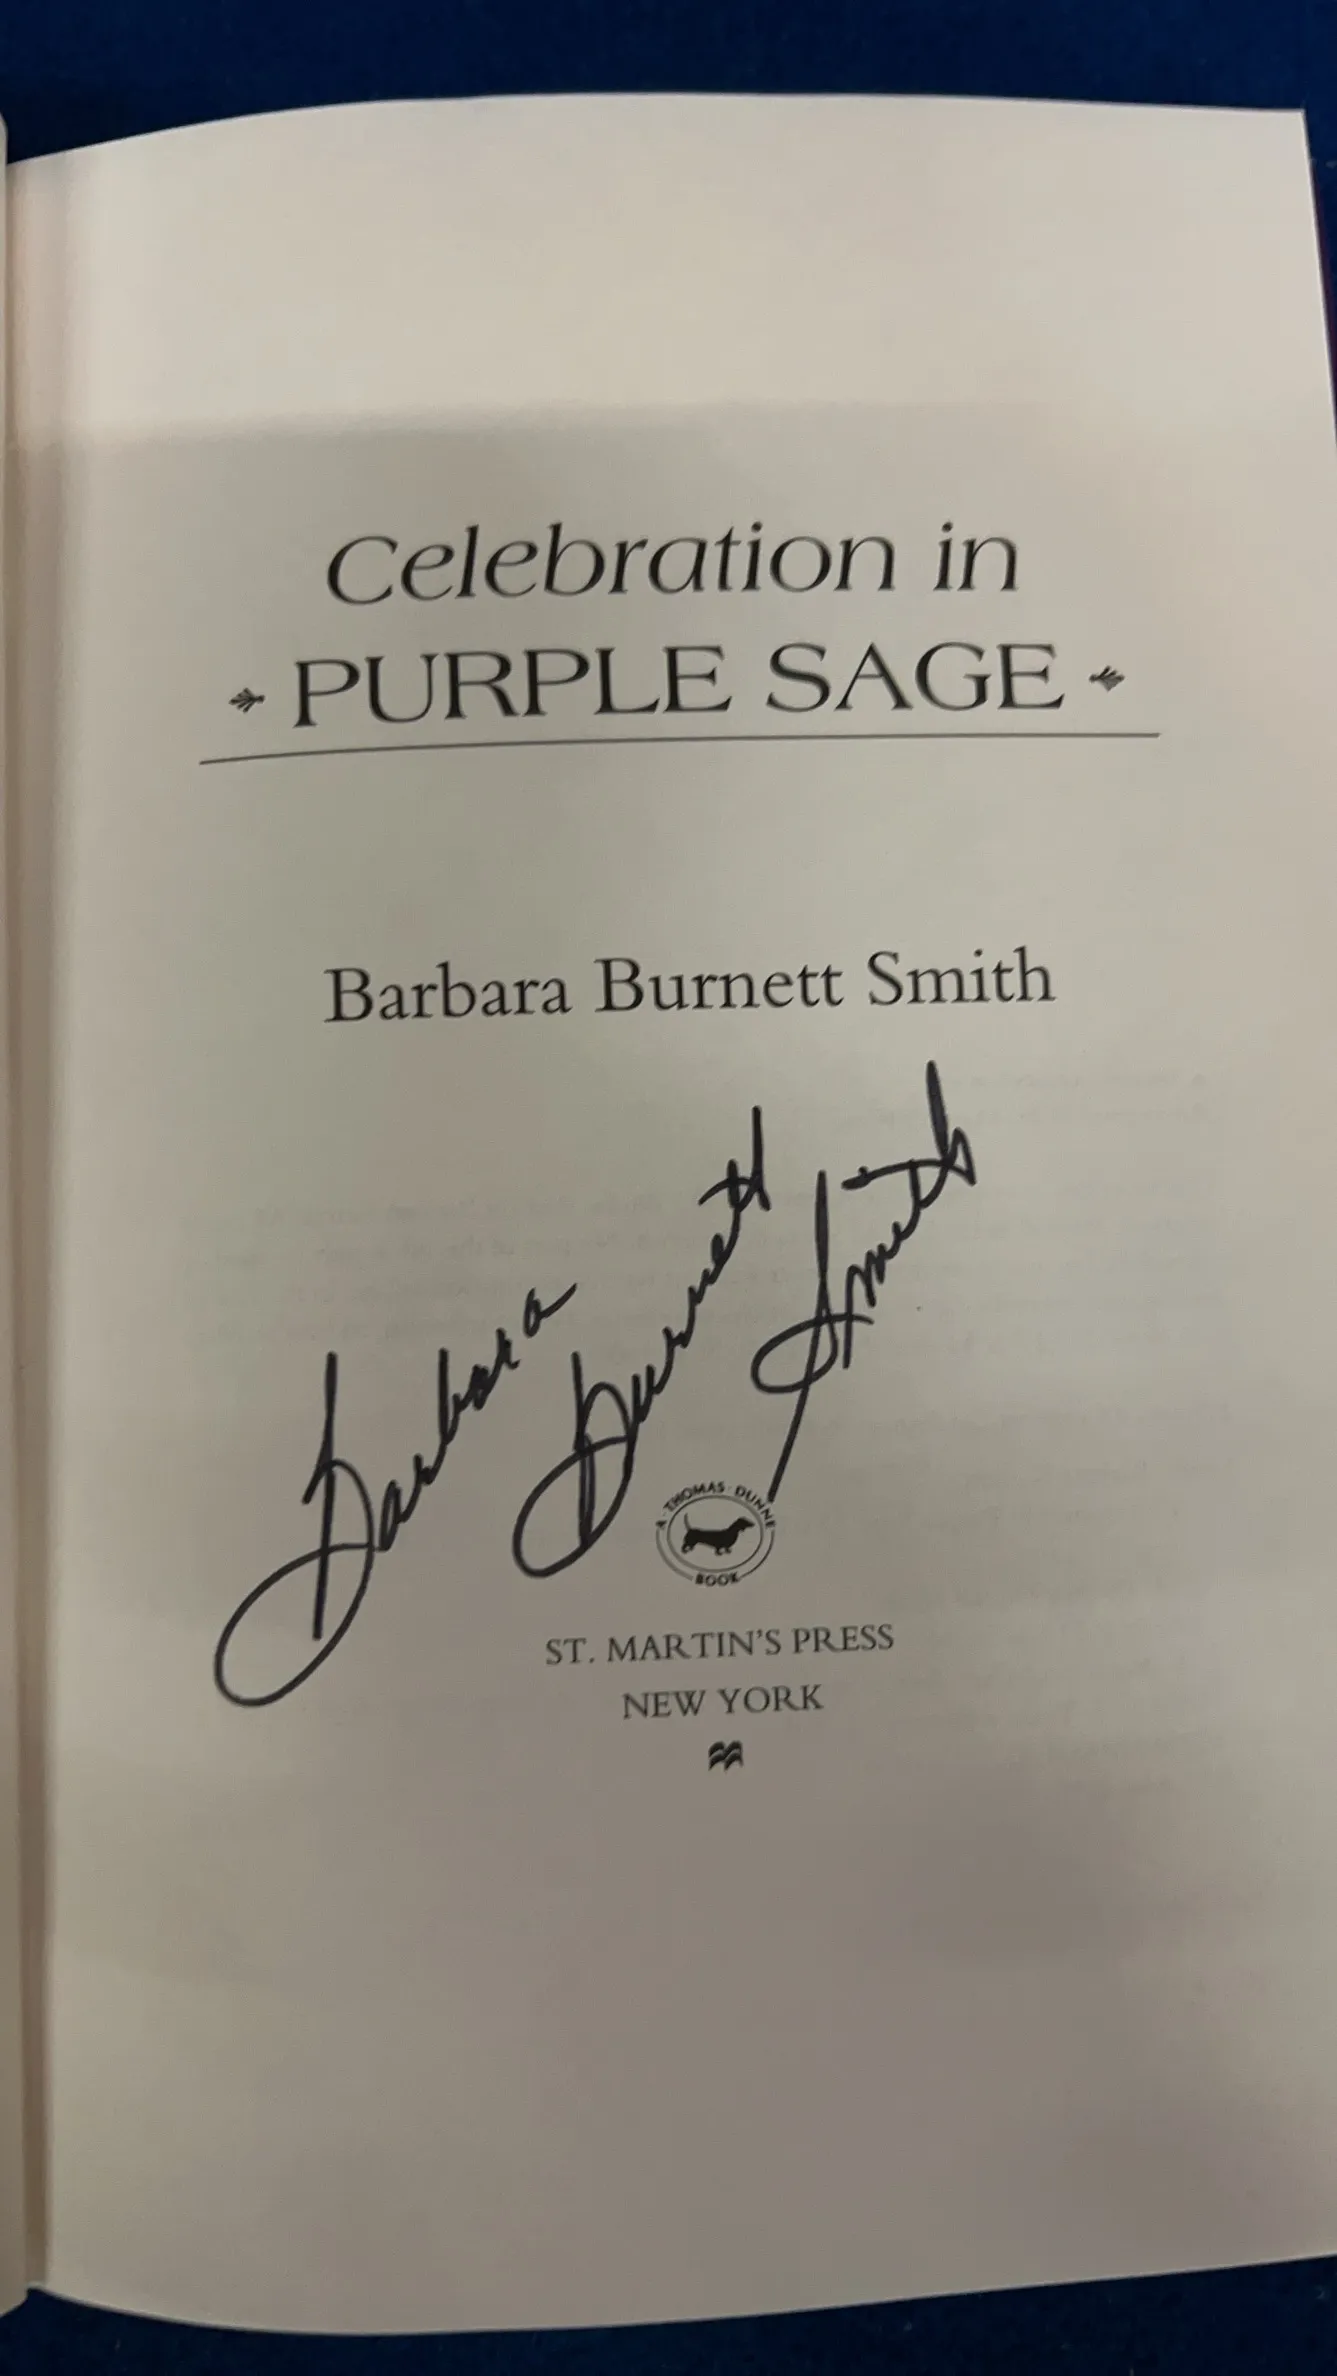 Celebration in
PURPLE SAGE
Barbara Burnett Smith
Barbara Burnett Smith
A THOMAS DUNNE
BOOK
ST. MARTIN'S PRESS
NEW YORK